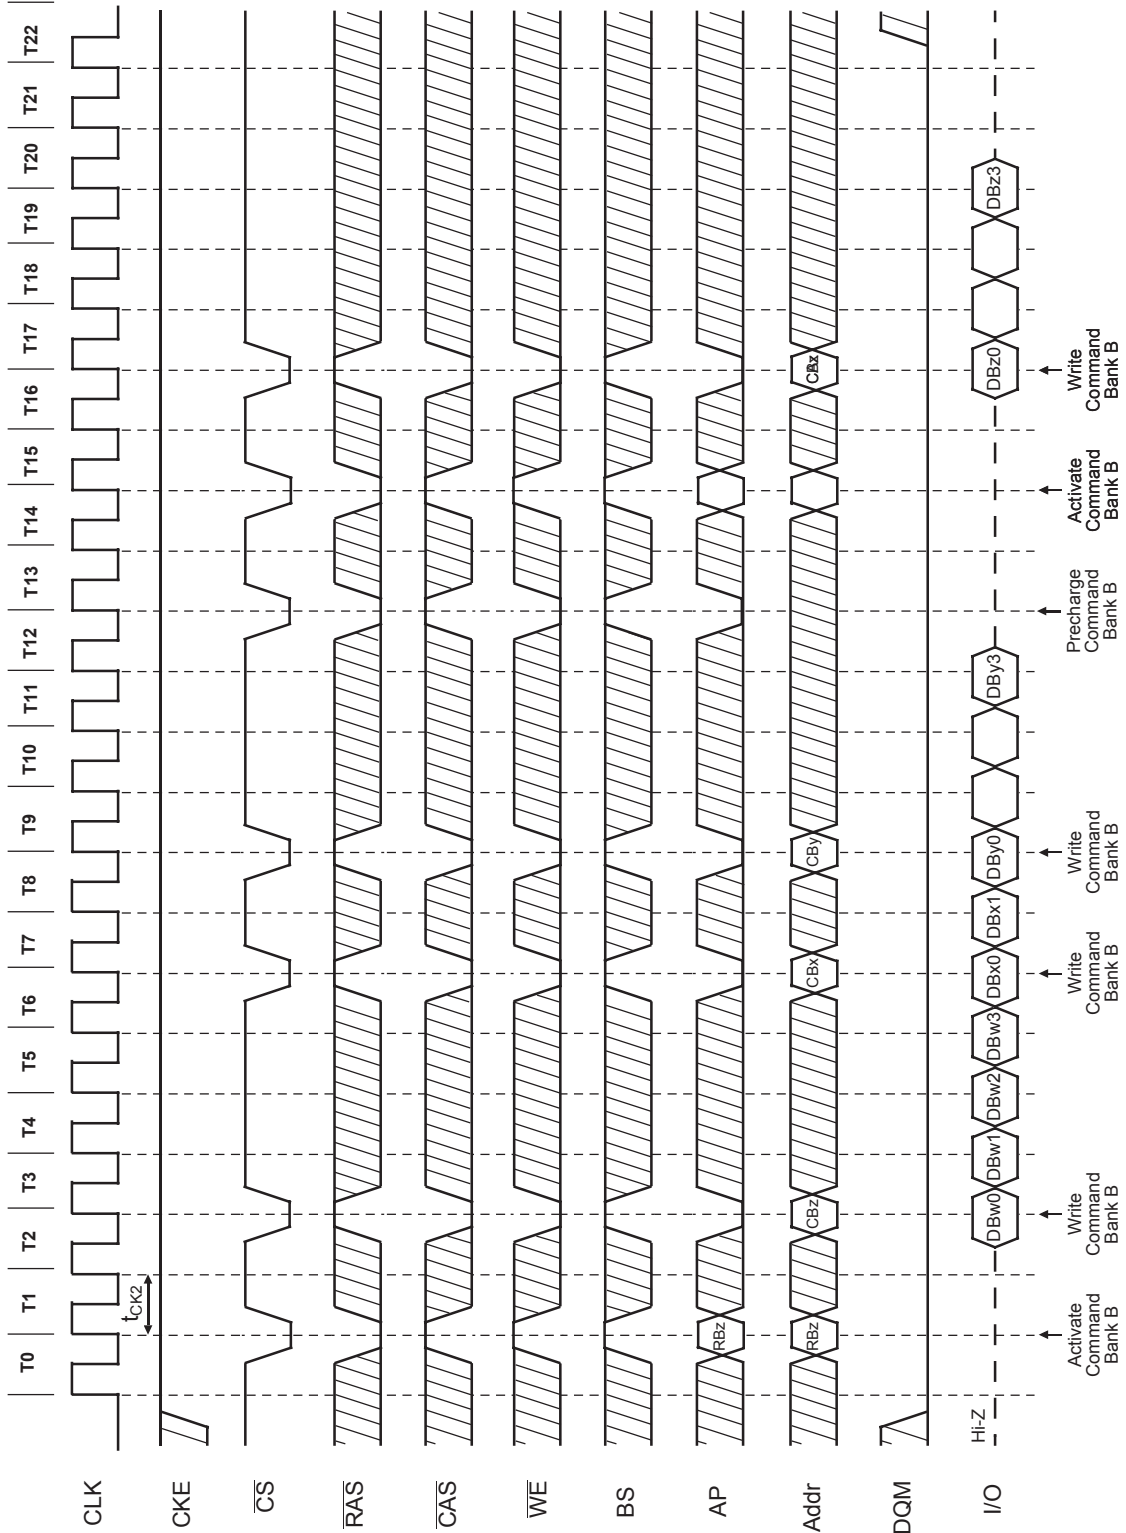 T0 T1 T2 T3 T4 T5 T6 T7 T8 T9 T10 T11 T12 T13 T14 T15 T16 T17 T18 T19 T20 T21 T22
CLK
tCK2
CKE
CS
RAS
CAS
WE
BS
AP RBz
Addr RBz CBz CBx CBy
DQM
Hi-Z
I/O DBw0 DBw1 DBw2 DBw3 DBx0 DBx1 DBy0 DBy3 DBz0 DBz3
Activate
Command
Bank B
Write
Command
Bank B
Write
Command
Bank B
Write
Command
Bank B
Precharge
Command
Bank B
Activate
Command
Bank B
Write
Command
Bank B